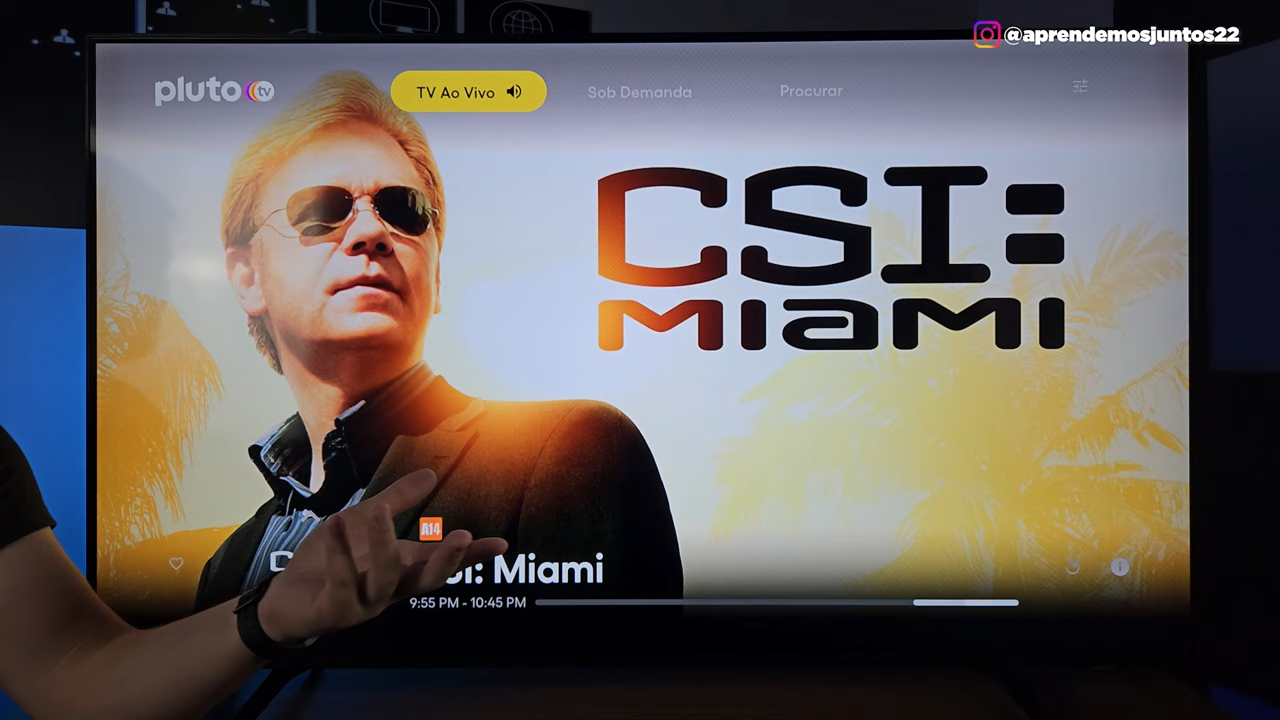 @aprendemosjuntos22
pluto tv
TV Ao Vivo
Sob Demanda
Procurar
CSI:
MIaMI
A14
Miami
9:55 PM - 10:45 PM